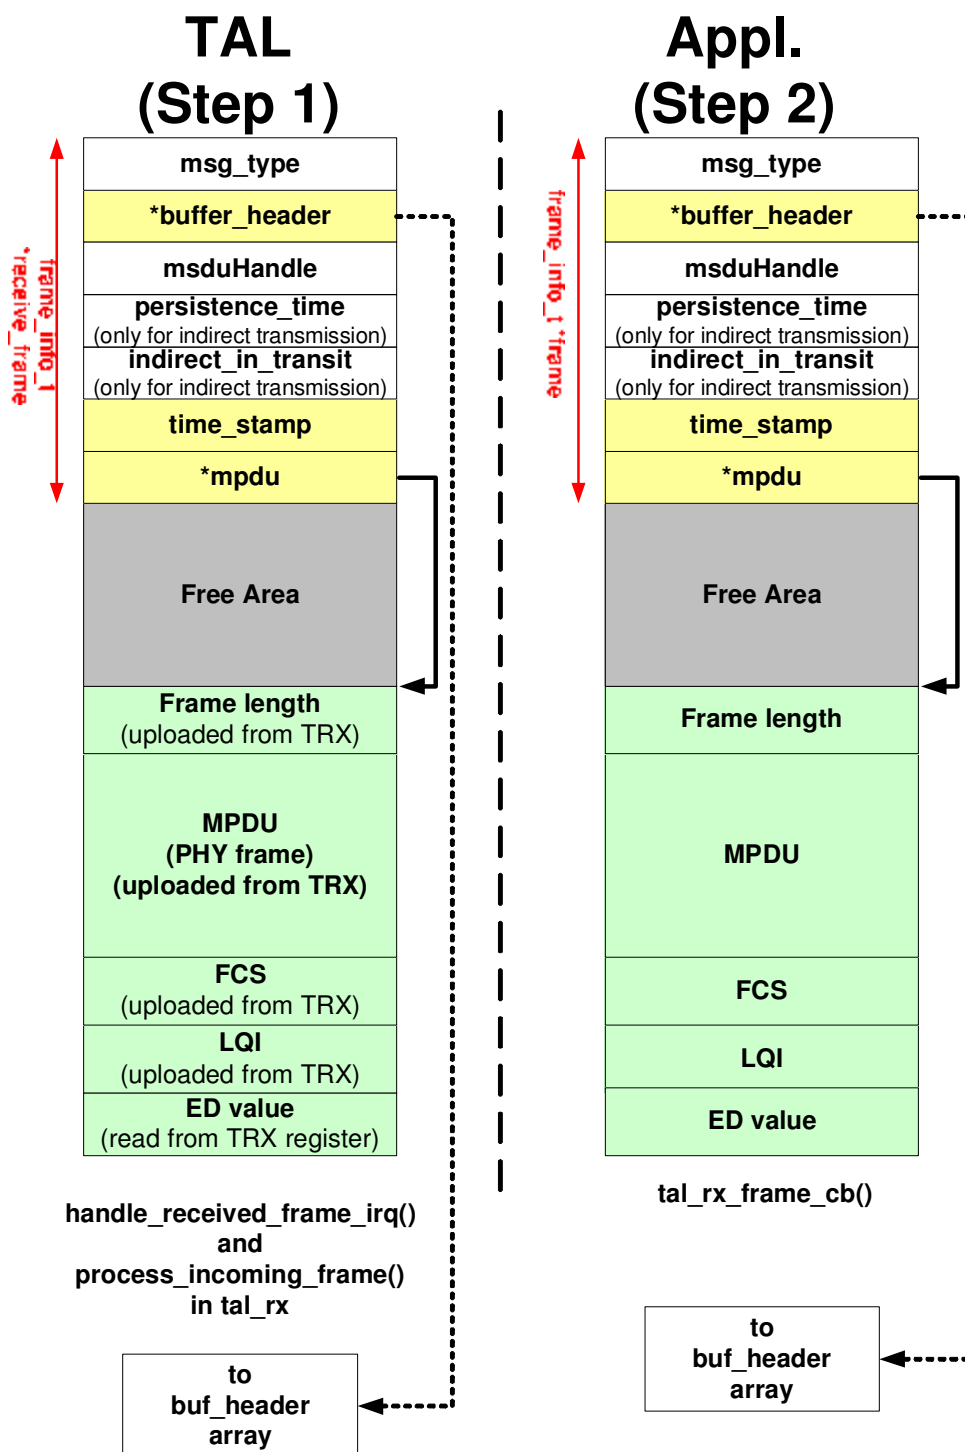 TAL
(Step 1)
msg_type
*buffer_header
msduHandle
persistence_time
(only for indirect transmission)
indirect_in_transit
(only for indirect transmission)
time_stamp
*mpdu
Free Area
Frame length
(uploaded from TRX)
MPDU
(PHY frame)
(uploaded from TRX)
FCS
(uploaded from TRX)
LQI
(uploaded from TRX)
ED value
(read from TRX register)
frame_info_t
*receive_frame
handle_received_frame_irq()
and
process_incoming_frame()
in tal_rx
to
buf_header
array
Appl.
(Step 2)
msg_type
*buffer_header
msduHandle
persistence_time
(only for indirect transmission)
indirect_in_transit
(only for indirect transmission)
time_stamp
*mpdu
Free Area
Frame length
MPDU
FCS
LQI
ED value
frame_info_t *frame
tal_rx_frame_cb()
to
buf_header
array